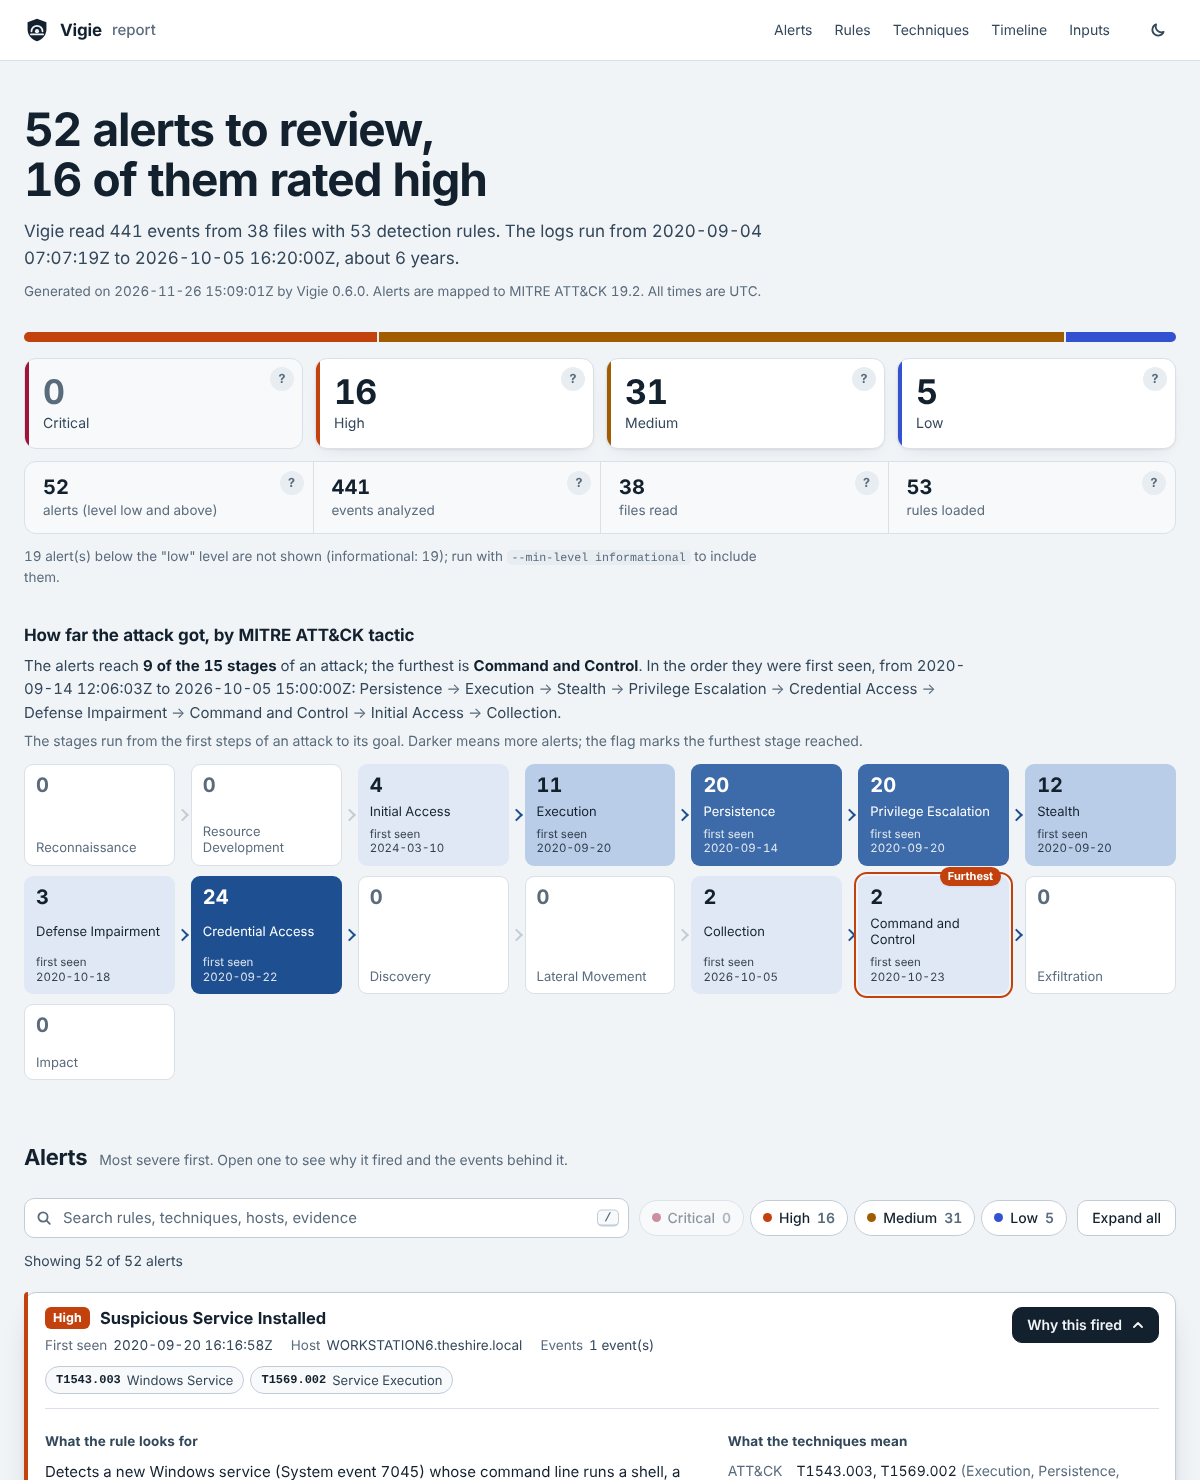 Vigie report
Alerts Rules Techniques Timeline Inputs
52 alerts to review,
16 of them rated high
Vigie read 441 events from 38 files with 53 detection rules. The logs run from 2020-09-04
07:07:19Z to 2026-10-05 16:20:00Z, about 6 years.
Generated on 2026-11-26 15:09:01Z by Vigie 0.6.0. Alerts are mapped to MITRE ATT&CK 19.2. All times are UTC.
0 ?
Critical
16 ?
High
31 ?
Medium
5 ?
Low
52 ?
alerts (level low and above)
441 ?
events analyzed
38 ?
files read
53 ?
rules loaded
19 alert(s) below the "low" level are not shown (informational: 19); run with --min-level informational to include
them.
How far the attack got, by MITRE ATT&CK tactic
The alerts reach 9 of the 15 stages of an attack; the furthest is Command and Control. In the order they were first seen, from 2020-
09-14 12:06:03Z to 2026-10-05 15:00:00Z: Persistence → Execution → Stealth → Privilege Escalation → Credential Access →
Defense Impairment → Command and Control → Initial Access → Collection.
The stages run from the first steps of an attack to its goal. Darker means more alerts; the flag marks the furthest stage reached.
0
Reconnaissance
0
Resource
Development
4
Initial Access
first seen
2024-03-10
11
Execution
first seen
2020-09-20
20
Persistence
first seen
2020-09-14
20
Privilege Escalation
first seen
2020-09-20
12
Stealth
first seen
2020-09-20
3
Defense Impairment
first seen
2020-10-18
24
Credential Access
first seen
2020-09-22
0
Discovery
0
Lateral Movement
2
Collection
first seen
2026-10-05
Furthest
2
Command and
Control
first seen
2020-10-23
0
Exfiltration
0
Impact
Alerts Most severe first. Open one to see why it fired and the events behind it.
Search rules, techniques, hosts, evidence /
Critical 0
High 16
Medium 31
Low 5
Expand all
Showing 52 of 52 alerts
High Suspicious Service Installed
Why this fired
First seen 2020-09-20 16:16:58Z Host WORKSTATION6.theshire.local Events 1 event(s)
T1543.003 Windows Service T1569.002 Service Execution
What the rule looks for
Detects a new Windows service (System event 7045) whose command line runs a shell, a
What the techniques mean
ATT&CK T1543.003, T1569.002 (Execution, Persistence,